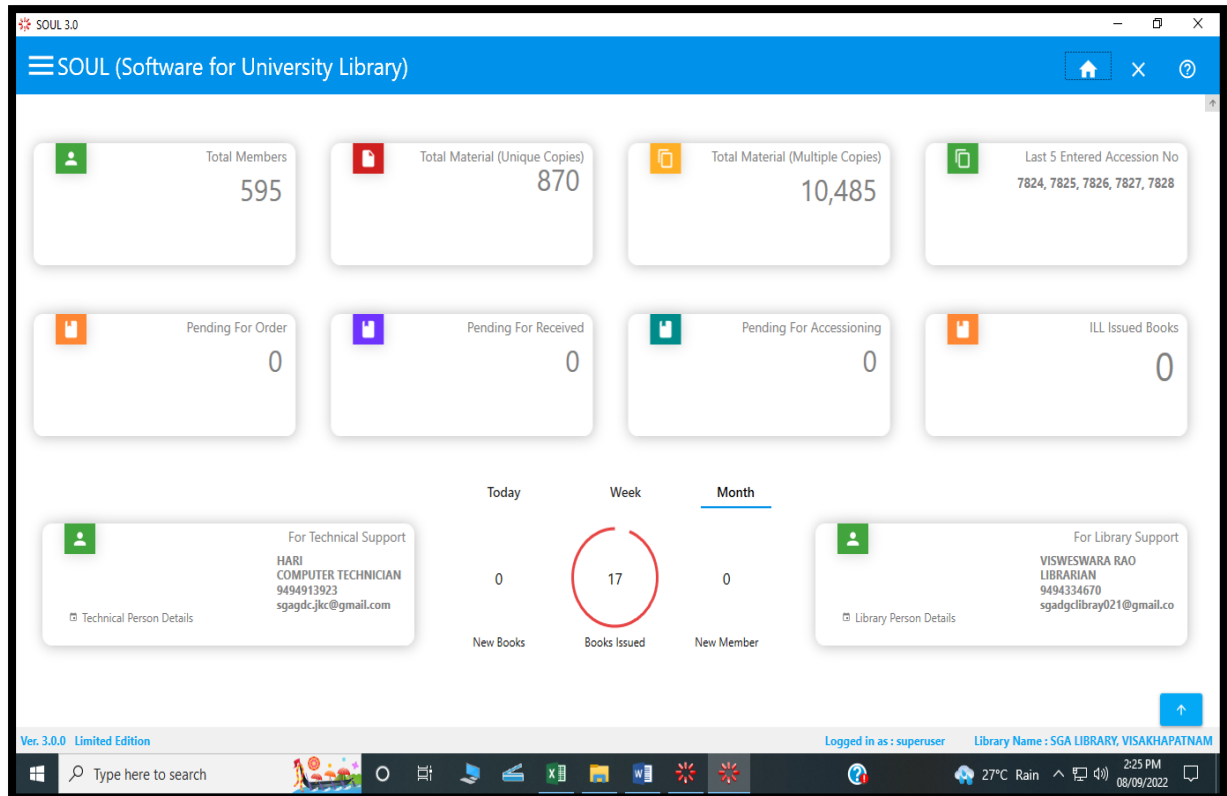 SOUL 3.0
SOUL (Software for University Library)
Total Members
595
Total Material (Unique Copies)
870
Total Material (Multiple Copies)
10,485
Last 5 Entered Accession No
7824, 7825, 7826, 7827, 7828
Pending For Order
0
Pending For Received
0
Pending For Accessioning
0
ILL Issued Books
0
Today Week Month
For Technical Support
HARI
COMPUTER TECHNICIAN
9494913923
sgagdc.jkc@gmail.com
Technical Person Details
0 17 0
New Books Books Issued New Member
For Library Support
VISWESWARA RAO
LIBRARIAN
9494334670
sgadgclibray021@gmail.co
Library Person Details
Ver. 3.0.0 Limited Edition
Logged in as : superuser
Library Name : SGA LIBRARY, VISAKHAPATNAM
Type here to search
27°C Rain
2:25 PM
08/09/2022